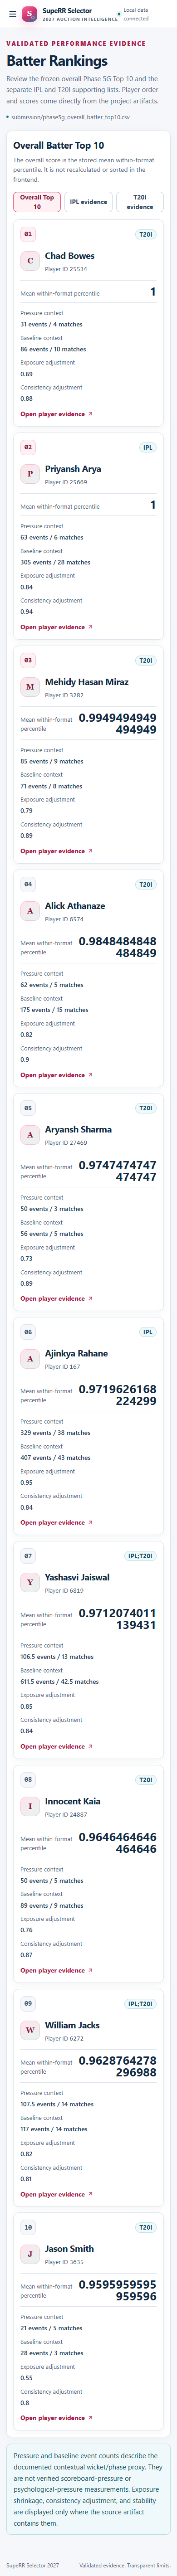 SupeRR Selector
2027 AUCTION INTELLIGENCE
Local data
connected
VALIDATED PERFORMANCE EVIDENCE
Batter Rankings
Review the frozen overall Phase 5G Top 10 and the
separate IPL and T20I supporting lists. Player order
and scores come directly from the project artifacts.
submission/phase5g_overall_batter_top10.csv
Overall Batter Top 10
The overall score is the stored mean within-format
percentile. It is not recalculated or sorted in the
frontend.
Overall Top
10
IPL evidence
T20I
evidence
01
T20I
C
Chad Bowes
Player ID 25534
Mean within-format percentile
1
Pressure context
31 events / 4 matches
Baseline context
86 events / 10 matches
Exposure adjustment
0.69
Consistency adjustment
0.88
Open player evidence ↗
02
IPL
P
Priyansh Arya
Player ID 25669
Mean within-format percentile
1
Pressure context
63 events / 6 matches
Baseline context
305 events / 28 matches
Exposure adjustment
0.84
Consistency adjustment
0.94
Open player evidence ↗
03
T20I
M
Mehidy Hasan Miraz
Player ID 3282
Mean within-format
percentile
0.9949494949
494949
Pressure context
85 events / 9 matches
Baseline context
71 events / 8 matches
Exposure adjustment
0.79
Consistency adjustment
0.89
Open player evidence ↗
04
T20I
A
Alick Athanaze
Player ID 6574
Mean within-format
percentile
0.9848484848
484849
Pressure context
62 events / 5 matches
Baseline context
175 events / 15 matches
Exposure adjustment
0.82
Consistency adjustment
0.9
Open player evidence ↗
05
T20I
A
Aryansh Sharma
Player ID 27469
Mean within-format
percentile
0.9747474747
474747
Pressure context
50 events / 3 matches
Baseline context
56 events / 5 matches
Exposure adjustment
0.73
Consistency adjustment
0.89
Open player evidence ↗
06
IPL
A
Ajinkya Rahane
Player ID 167
Mean within-format
percentile
0.9719626168
224299
Pressure context
329 events / 38 matches
Baseline context
407 events / 43 matches
Exposure adjustment
0.95
Consistency adjustment
0.84
Open player evidence ↗
07
IPL;T20I
Y
Yashasvi Jaiswal
Player ID 6819
Mean within-format
percentile
0.9712074011
139431
Pressure context
106.5 events / 13 matches
Baseline context
611.5 events / 42.5 matches
Exposure adjustment
0.85
Consistency adjustment
0.84
Open player evidence ↗
08
T20I
I
Innocent Kaia
Player ID 24887
Mean within-format
percentile
0.9646464646
464646
Pressure context
50 events / 5 matches
Baseline context
89 events / 9 matches
Exposure adjustment
0.76
Consistency adjustment
0.87
Open player evidence ↗
09
IPL;T20I
W
William Jacks
Player ID 6272
Mean within-format
percentile
0.9628764278
296988
Pressure context
107.5 events / 14 matches
Baseline context
117 events / 14 matches
Exposure adjustment
0.82
Consistency adjustment
0.81
Open player evidence ↗
10
T20I
J
Jason Smith
Player ID 3635
Mean within-format
percentile
0.9595959595
959596
Pressure context
21 events / 5 matches
Baseline context
28 events / 3 matches
Exposure adjustment
0.55
Consistency adjustment
0.8
Open player evidence ↗
Pressure and baseline event counts describe the
documented contextual wicket/phase proxy. They
are not verified scoreboard-pressure or
psychological-pressure measurements. Exposure
shrinkage, consistency adjustment, and stability
are displayed only where the source artifact
contains them.
SupeRR Selector 2027
Validated evidence. Transparent limits.